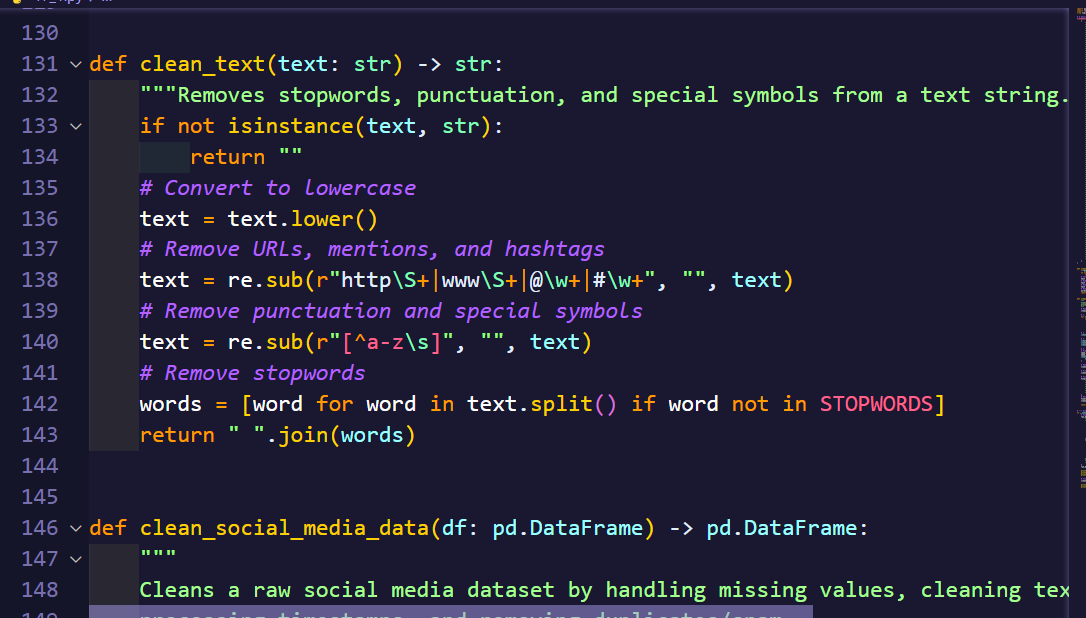 130
131 def clean_text(text: str) -> str:
132     """Removes stopwords, punctuation, and special symbols from a text string.
133     if not isinstance(text, str):
134         return ""
135     # Convert to lowercase
136     text = text.lower()
137     # Remove URLs, mentions, and hashtags
138     text = re.sub(r"http\S+|www\S+|@\w+|#\w+", "", text)
139     # Remove punctuation and special symbols
140     text = re.sub(r"[^a-z\s]", "", text)
141     # Remove stopwords
142     words = [word for word in text.split() if word not in STOPWORDS]
143     return " ".join(words)
144
145
146 def clean_social_media_data(df: pd.DataFrame) -> pd.DataFrame:
147     """
148     Cleans a raw social media dataset by handling missing values, cleaning tex